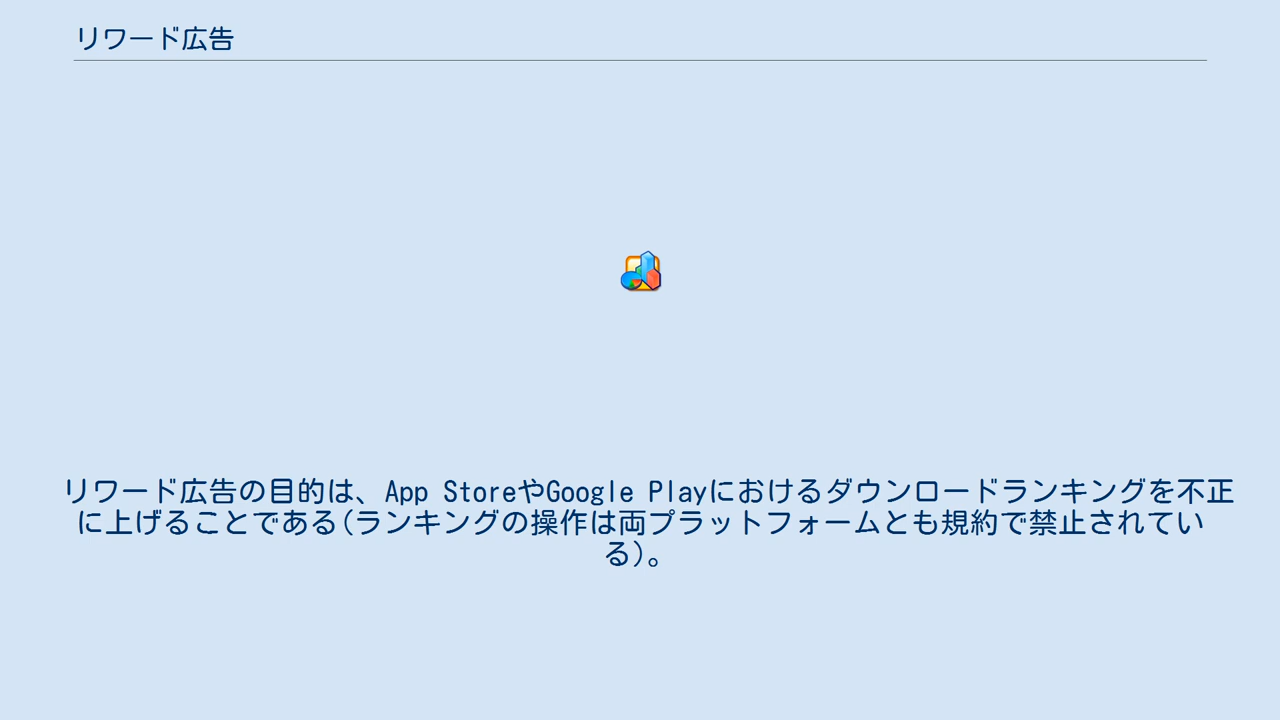 リワード広告
リワード広告の目的は、App StoreやGoogle Playにおけるダウンロードランキングを不正
に上げることである(ランキングの操作は両プラットフォームとも規約で禁止されてい
る)。